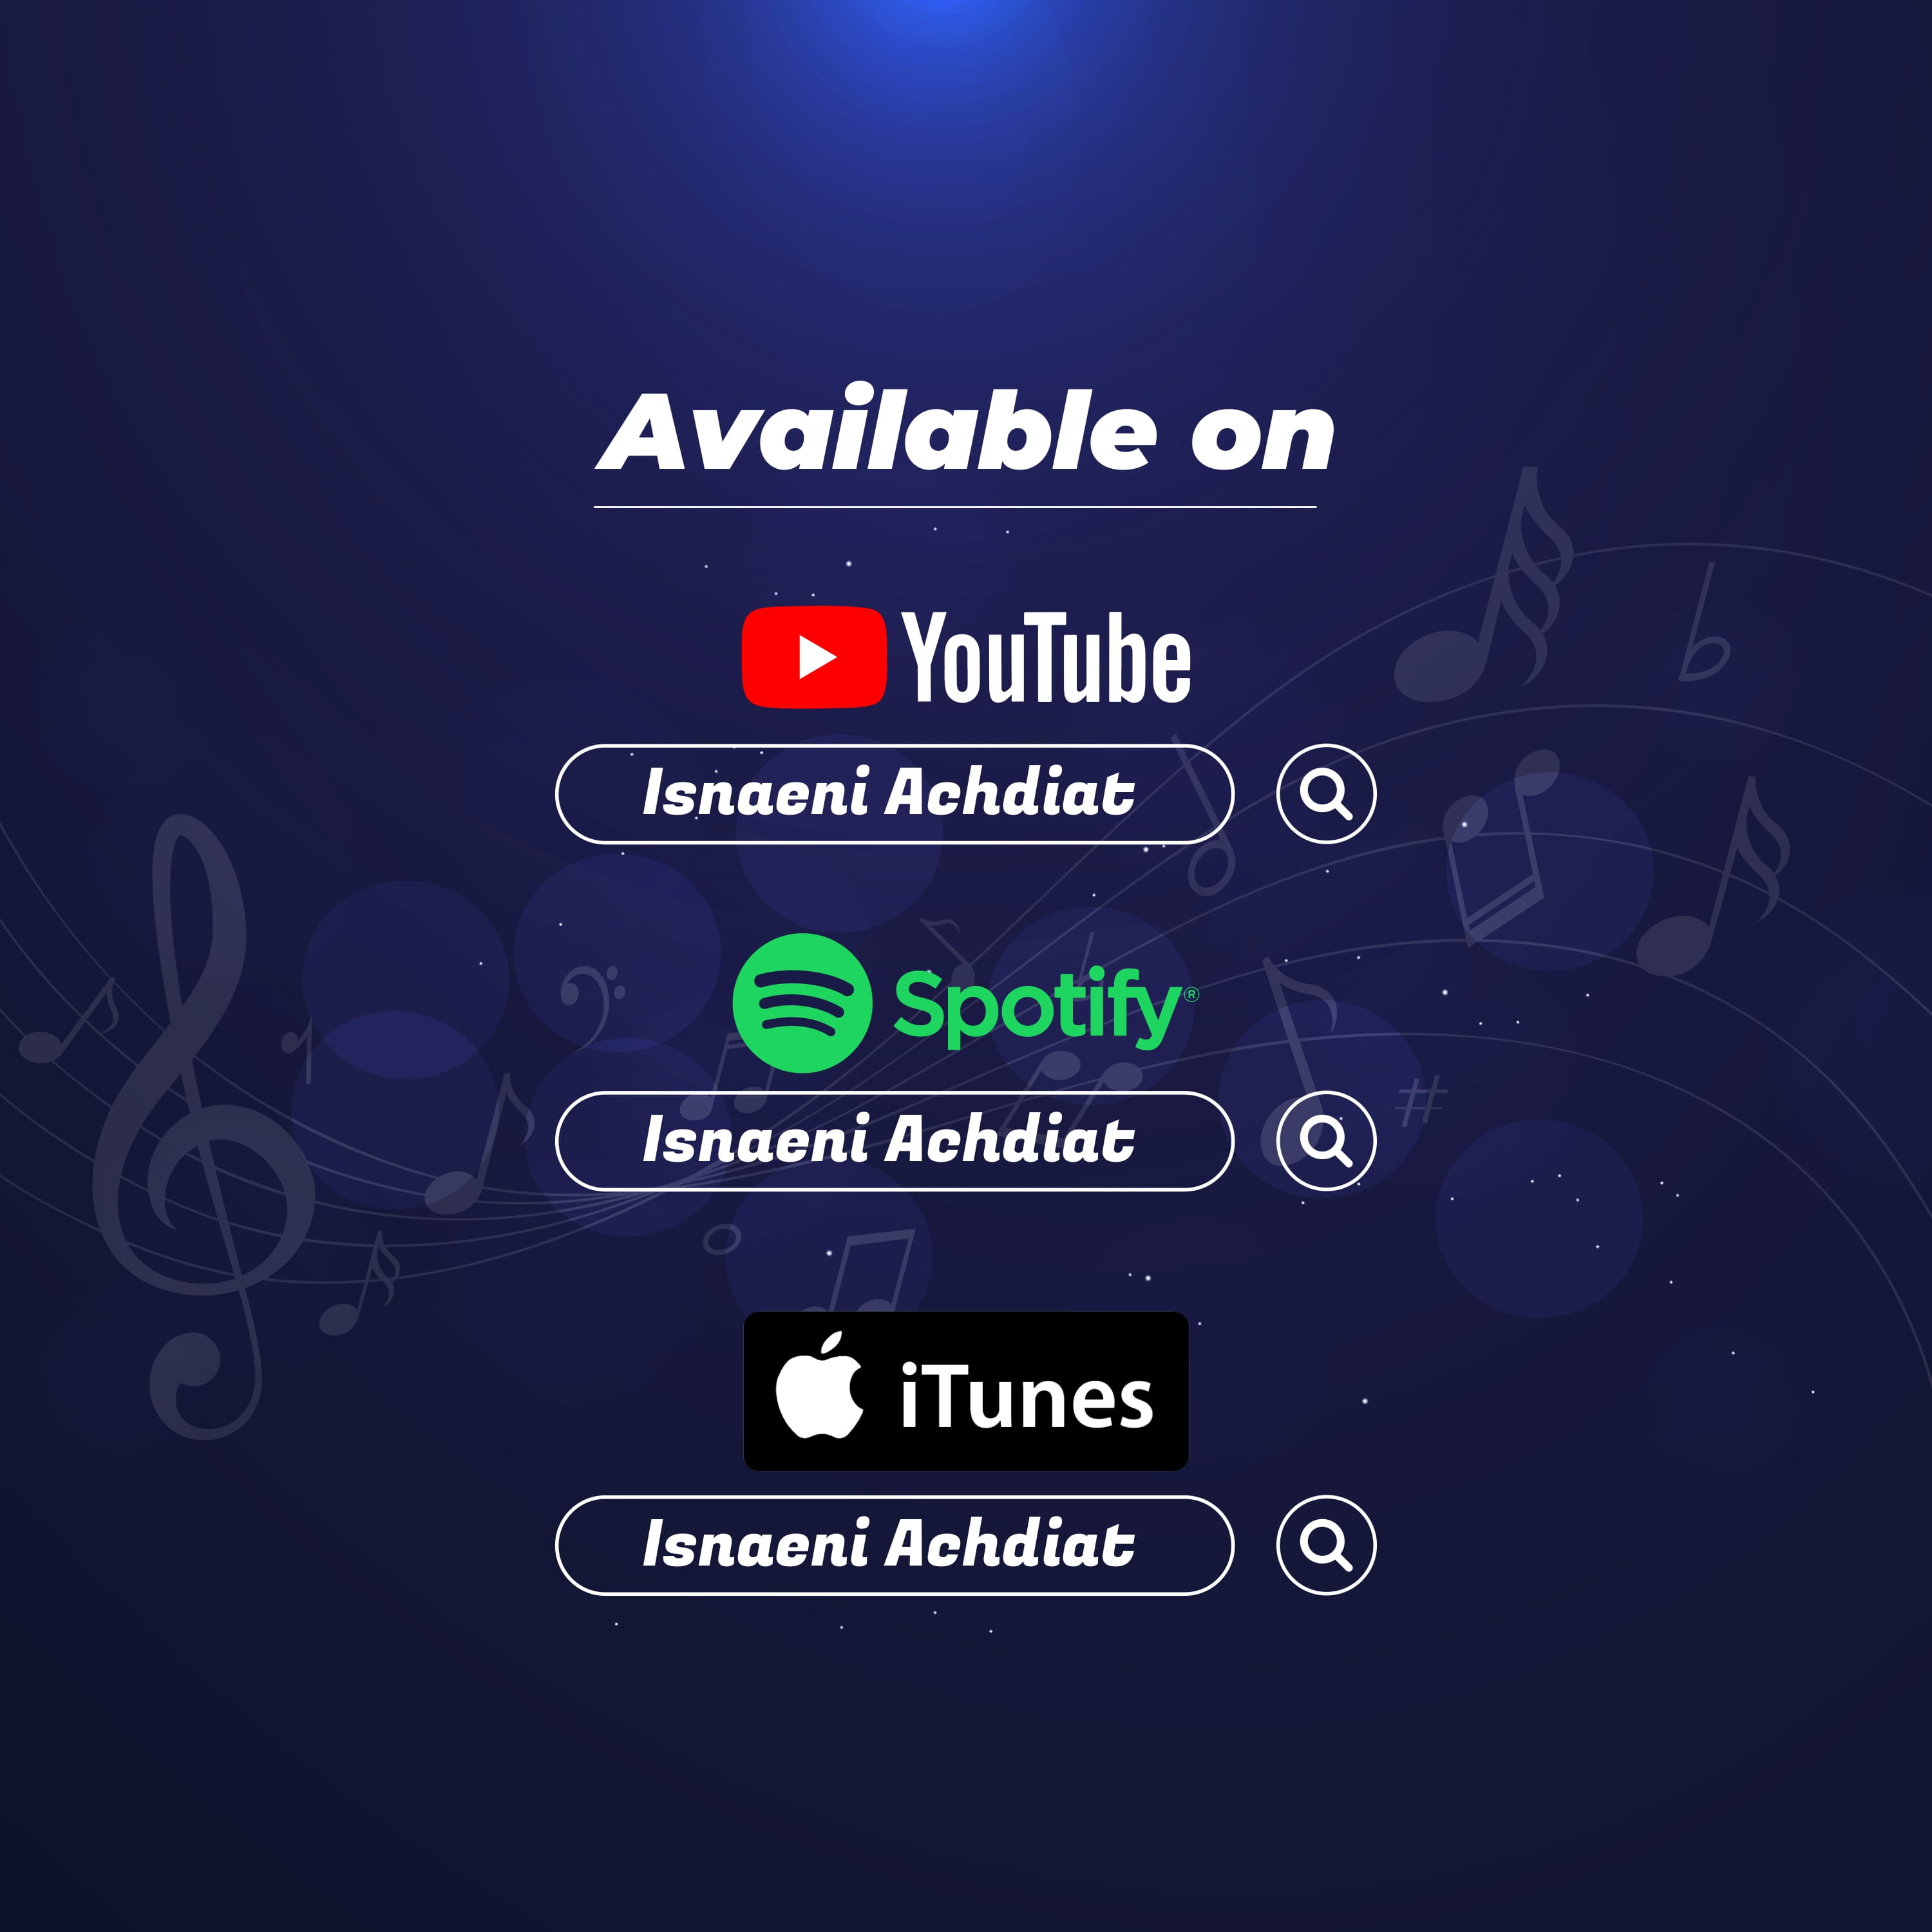 Available on
YouTube
Isnaeni Achdiat
Spotify®
Isnaeni Achdiat
iTunes
Isnaeni Achdiat